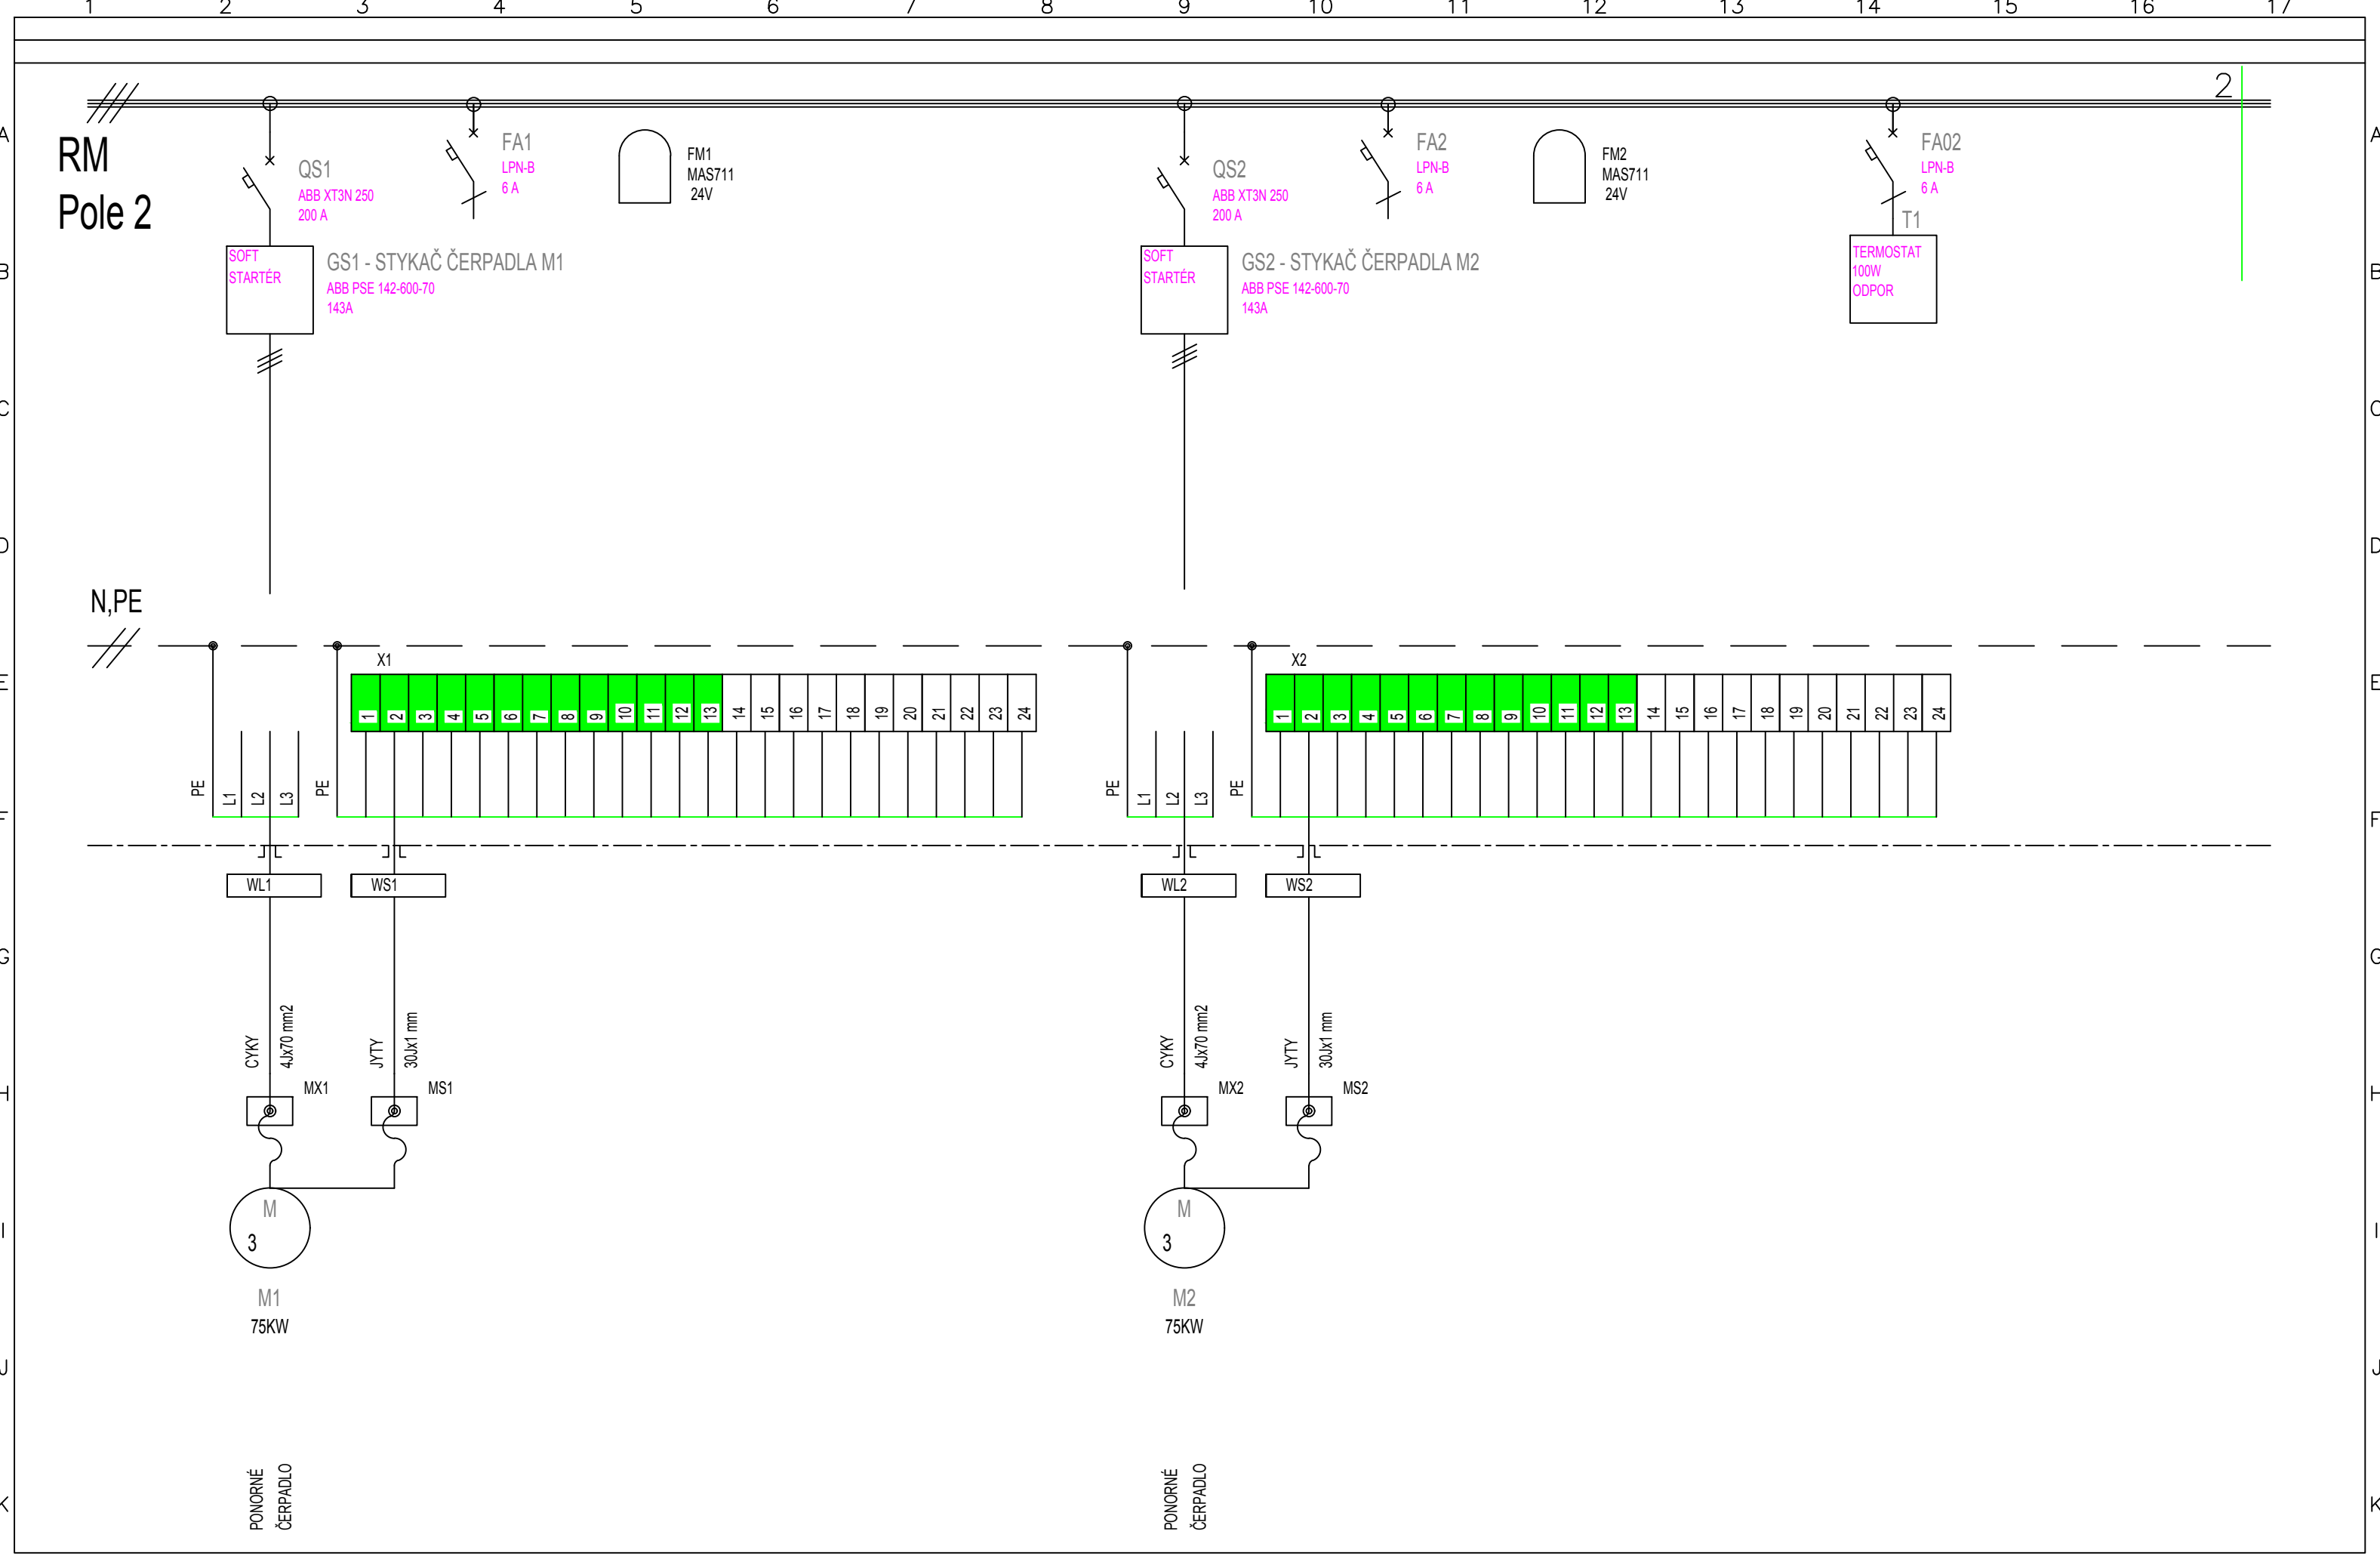 1 2 3 4 5 6 7 8 9 10 11 12 13 14 15 16 17
2
A A
RM
Pole 2
QS1
ABB XT3N 250
200 A
FA1
LPN-B
6 A
FM1
MAS711
24V
QS2
ABB XT3N 250
200 A
FA2
LPN-B
6 A
FM2
MAS711
24V
FA02
LPN-B
6 A
T1
TERMOSTAT
100W
ODPOR
B B
SOFT
STARTÉR
GS1 - STYKAČ ČERPADLA M1
ABB PSE 142-600-70
143A
SOFT
STARTÉR
GS2 - STYKAČ ČERPADLA M2
ABB PSE 142-600-70
143A
C C
D D
N,PE
E E
X1
1 2 3 4 5 6 7 8 9 10 11 12 13 14 15 16 17 18 19 20 21 22 23 24
X2
1 2 3 4 5 6 7 8 9 10 11 12 13 14 15 16 17 18 19 20 21 22 23 24
PE L1 L2 L3 PE
PE L1 L2 L3 PE
F F
WL1 WS1
WL2 WS2
G G
CYKY
4Jx70 mm2
JYTY
30Jx1 mm
CYKY
4Jx70 mm2
JYTY
30Jx1 mm
H H
MX1 MS1
MX2 MS2
I I
M
3
M1
75KW
M
3
M2
75KW
J J
PONORNÉ
ČERPADLO
PONORNÉ
ČERPADLO
K K